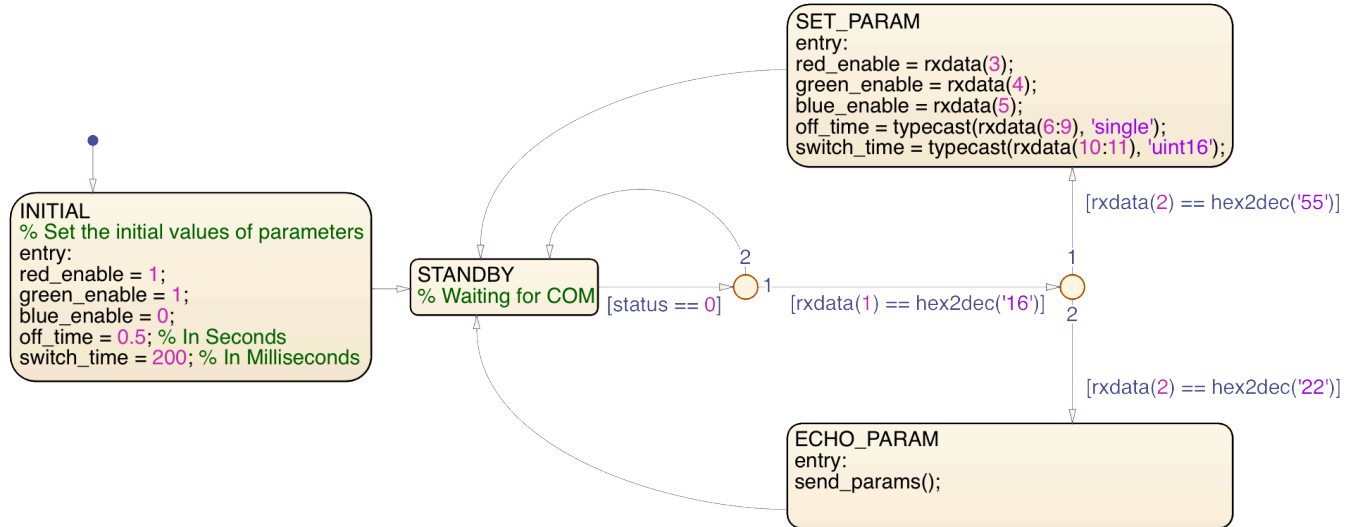 SET_PARAM
entry:
red_enable = rxdata(3);
green_enable = rxdata(4);
blue_enable = rxdata(5);
off_time = typecast(rxdata(6:9), 'single');
switch_time = typecast(rxdata(10:11), 'uint16');
INITIAL
% Set the initial values of parameters
entry:
red_enable = 1;
green_enable = 1;
blue_enable = 0;
off_time = 0.5; % In Seconds
switch_time = 200; % In Milliseconds
STANDBY
% Waiting for COM
[status == 0]
2
1
[rxdata(1) == hex2dec('16')]
[rxdata(2) == hex2dec('55')]
1
2
[rxdata(2) == hex2dec('22')]
ECHO_PARAM
entry:
send_params();